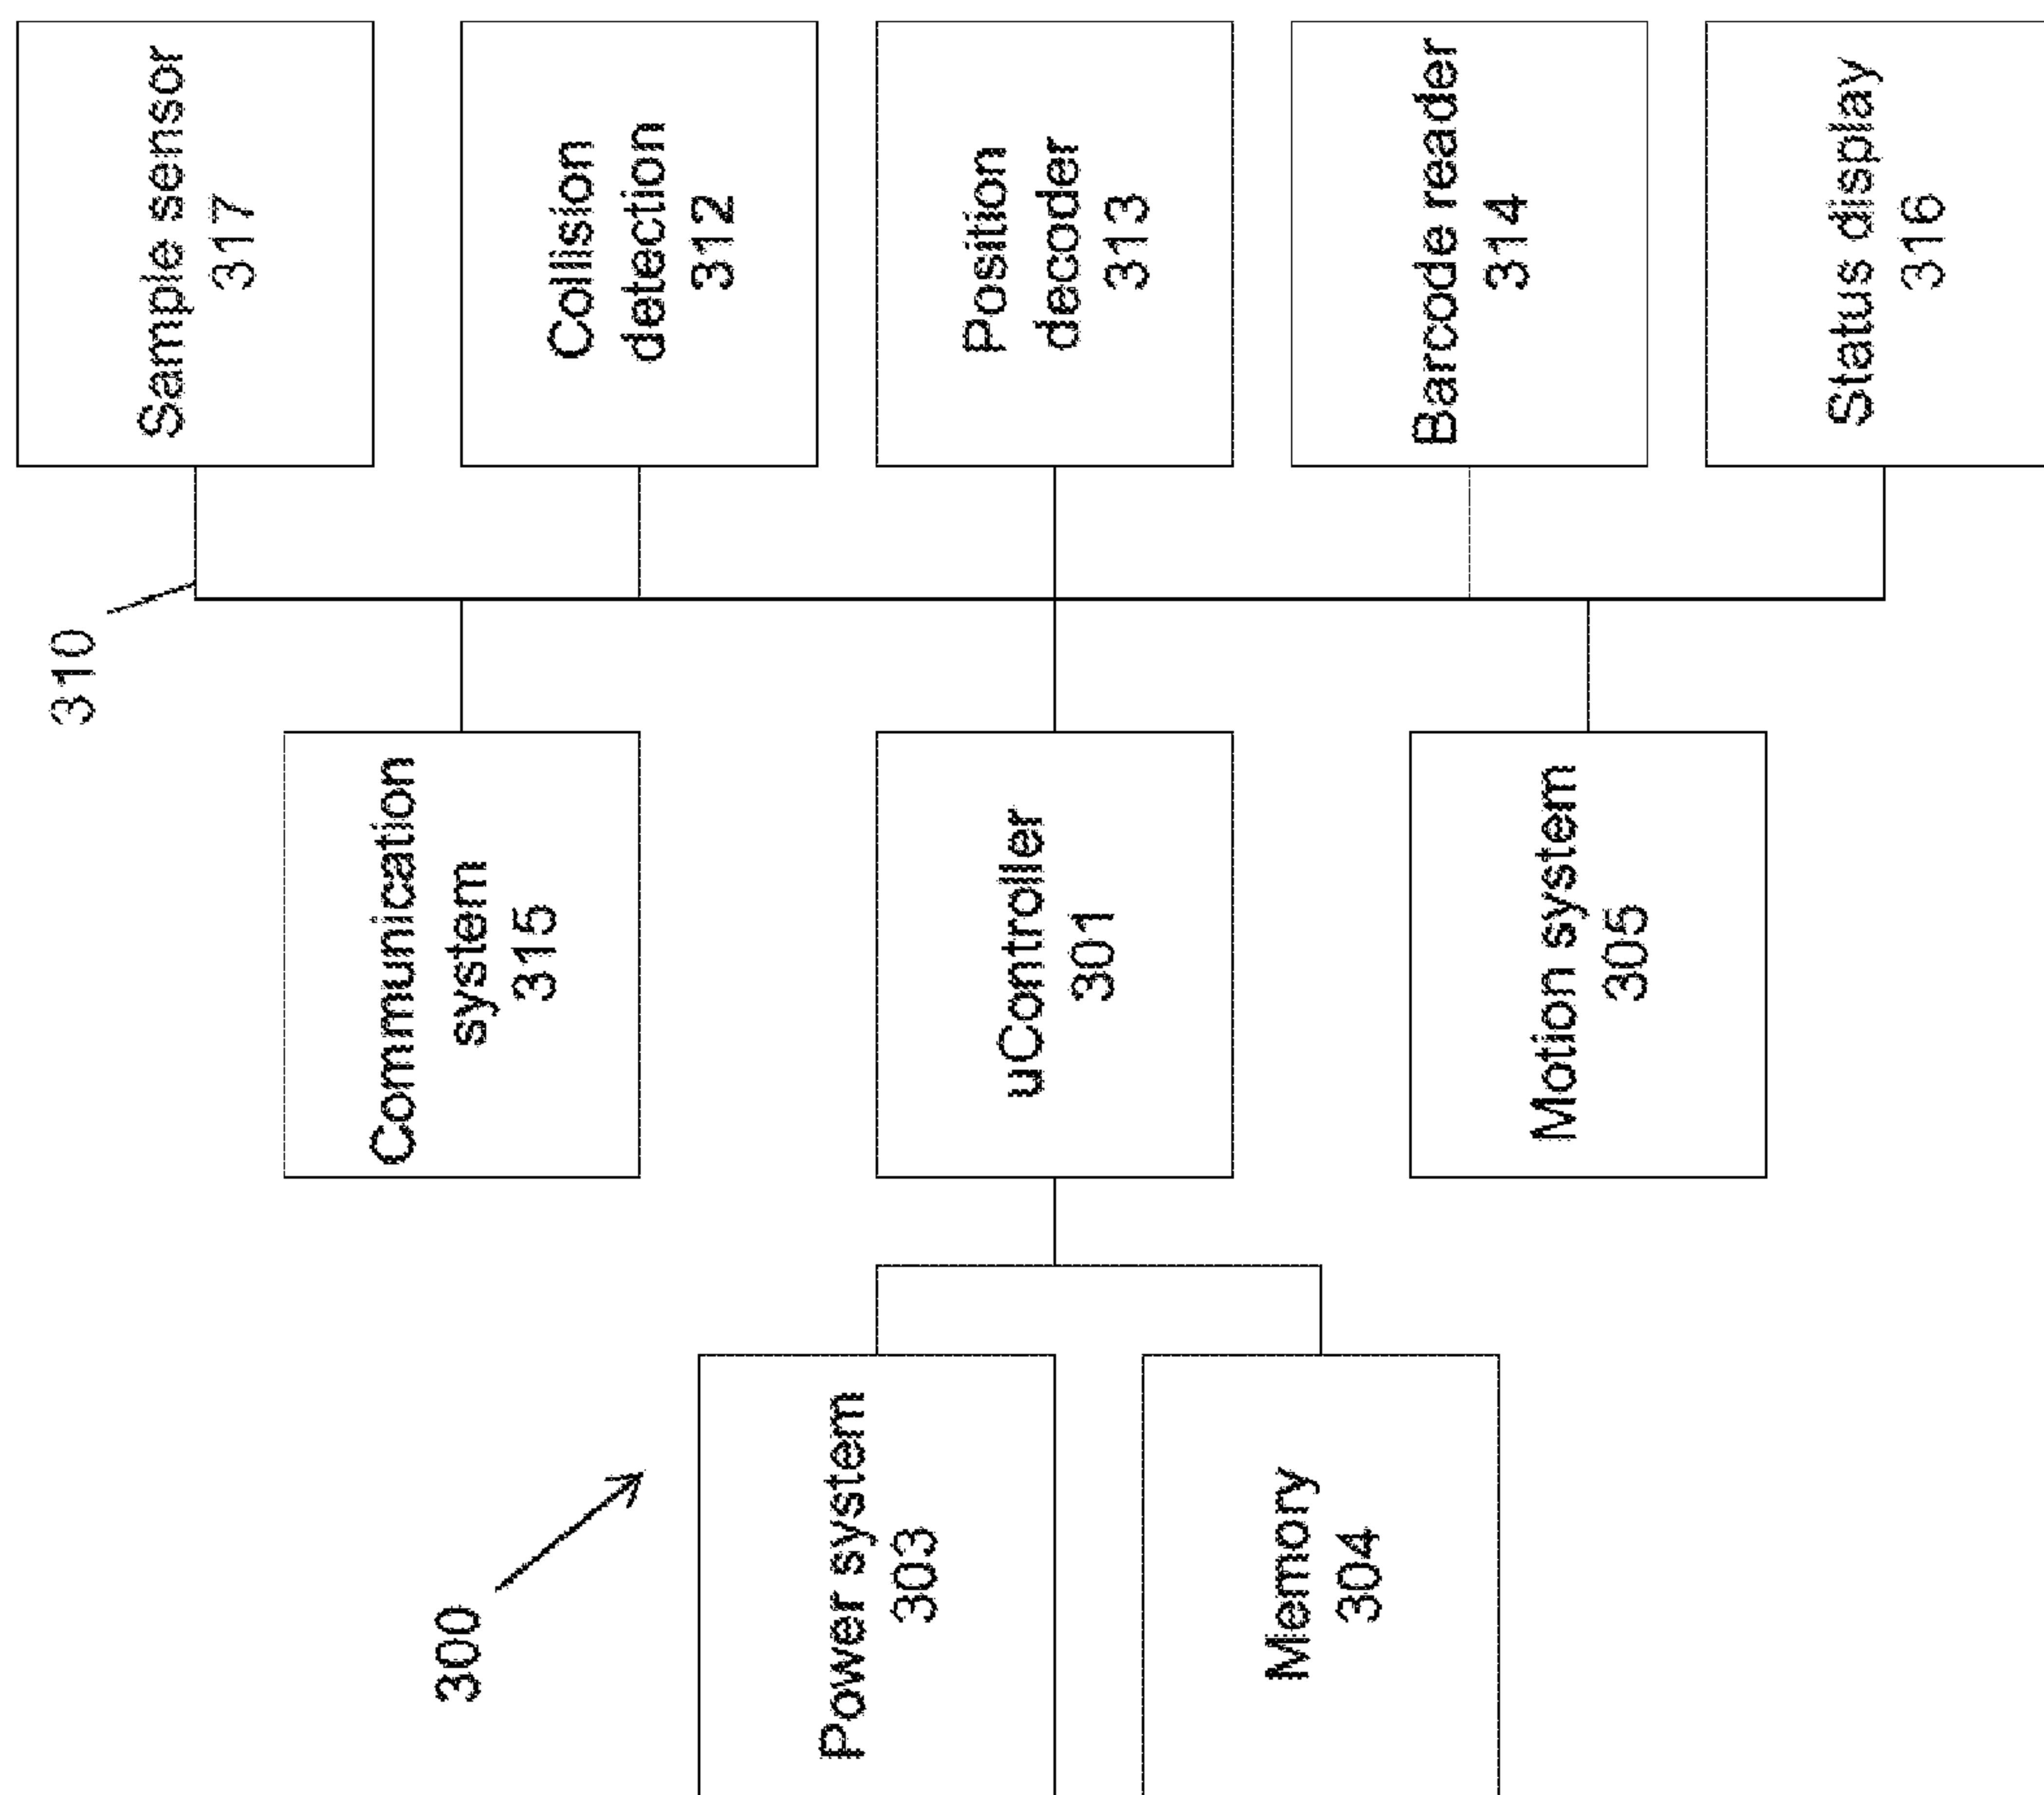 300
Power system
303
Memory
304
Communication
system
315
uController
301
Motion system
305
310
Sample sensor
317
Collision
detection
312
Position
decoder
313
Barcode reader
314
Status display
316